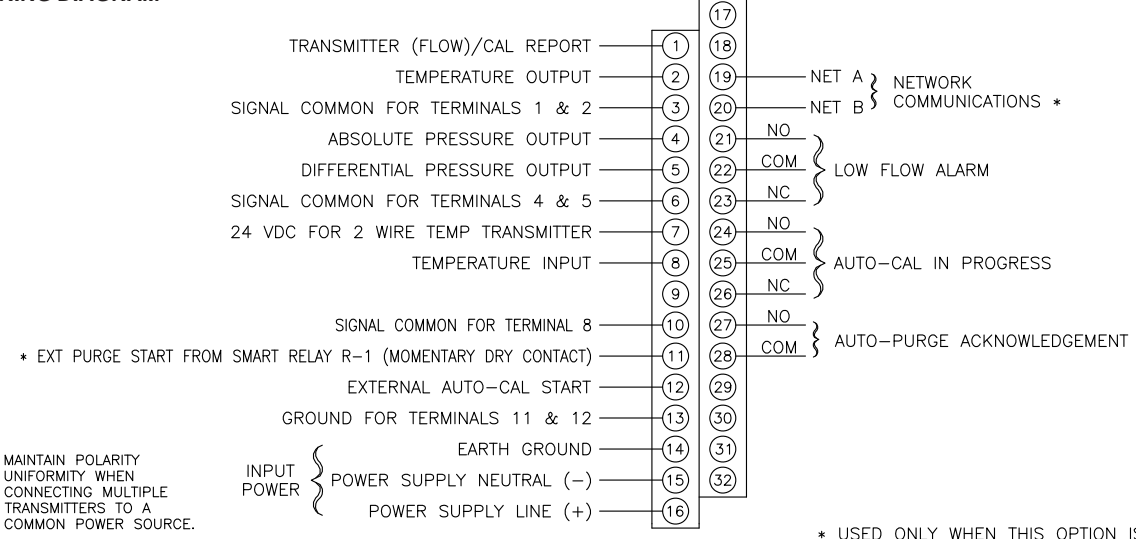 17
TRANSMITTER (FLOW)/CAL REPORT 1 18
TEMPERATURE OUTPUT 2 19 NET A
SIGNAL COMMON FOR TERMINALS 1 & 2 3 20 NET B
NETWORK
COMMUNICATIONS *
ABSOLUTE PRESSURE OUTPUT 4 21 NO
DIFFERENTIAL PRESSURE OUTPUT 5 22 COM LOW FLOW ALARM
SIGNAL COMMON FOR TERMINALS 4 & 5 6 23 NC
24 VDC FOR 2 WIRE TEMP TRANSMITTER 7 24 NO
TEMPERATURE INPUT 8 25 COM AUTO-CAL IN PROGRESS
9 26 NC
SIGNAL COMMON FOR TERMINAL 8 10 27 NO
* EXT PURGE START FROM SMART RELAY R-1 (MOMENTARY DRY CONTACT) 11 28 COM AUTO-PURGE ACKNOWLEDGEMENT
EXTERNAL AUTO-CAL START 12 29
GROUND FOR TERMINALS 11 & 12 13 30
EARTH GROUND 14 31
INPUT
POWER
POWER SUPPLY NEUTRAL (-) 15 32
POWER SUPPLY LINE (+) 16
MAINTAIN POLARITY
UNIFORMITY WHEN
CONNECTING MULTIPLE
TRANSMITTERS TO A
COMMON POWER SOURCE.
* USED ONLY WHEN THIS OPTION IS